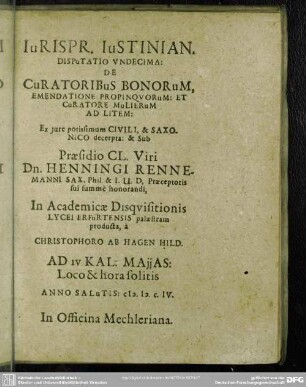 IuRISPR. IuSTINIAN.
DISPuTATIO VNDECIMA:
DE
CuRATORIBuS BONORuM,
EMENDATIONE PROPINQVORuM: ET
CuRATORE MuLIERuM
AD LITEM:
Ex jure potissimum CIVILI, & SAXO-
NiCO decerpta: & Sub
Præsidio CL. Viri
Dn. HENNINGI RENNE-
MANNI SAX. Phil. & I. U. D. Præceptoris
sui summè honorandi,
In Academicæ Disqvisitionis
LYCEI ERFuRTENSIS palæstram
producta, à
CHRISTOPHORO AB HAGEN HILD.
AD IV KAL: MAjjAS:
Loco & hora solitis
ANNO SALuTIS: cIɔ. Iɔ. c. IV.
In Officina Mechleriana.